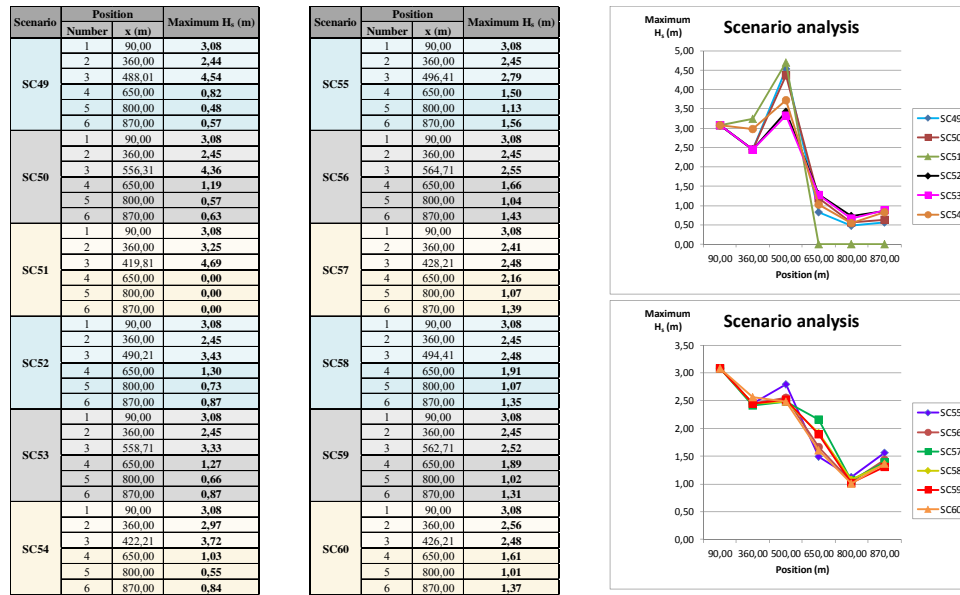 Scenario Position Maximum Hs (m)
Number x (m)
SC49
1 90,00 3,08
2 360,00 2,44
3 488,01 4,54
4 650,00 0,82
5 800,00 0,48
6 870,00 0,57
SC50
1 90,00 3,08
2 360,00 2,45
3 556,31 4,36
4 650,00 1,19
5 800,00 0,57
6 870,00 0,63
SC51
1 90,00 3,08
2 360,00 3,25
3 419,81 4,69
4 650,00 0,00
5 800,00 0,00
6 870,00 0,00
SC52
1 90,00 3,08
2 360,00 2,45
3 490,21 3,43
4 650,00 1,30
5 800,00 0,73
6 870,00 0,87
SC53
1 90,00 3,08
2 360,00 2,45
3 558,71 3,33
4 650,00 1,27
5 800,00 0,66
6 870,00 0,87
SC54
1 90,00 3,08
2 360,00 2,97
3 422,21 3,72
4 650,00 1,03
5 800,00 0,55
6 870,00 0,84
Scenario Position Maximum Hs (m)
Number x (m)
SC55
1 90,00 3,08
2 360,00 2,45
3 496,41 2,79
4 650,00 1,50
5 800,00 1,13
6 870,00 1,56
SC56
1 90,00 3,08
2 360,00 2,45
3 564,71 2,55
4 650,00 1,66
5 800,00 1,04
6 870,00 1,43
SC57
1 90,00 3,08
2 360,00 2,41
3 428,21 2,48
4 650,00 2,16
5 800,00 1,07
6 870,00 1,39
SC58
1 90,00 3,08
2 360,00 2,45
3 494,41 2,48
4 650,00 1,91
5 800,00 1,07
6 870,00 1,35
SC59
1 90,00 3,08
2 360,00 2,45
3 562,71 2,52
4 650,00 1,89
5 800,00 1,02
6 870,00 1,31
SC60
1 90,00 3,08
2 360,00 2,56
3 426,21 2,48
4 650,00 1,61
5 800,00 1,01
6 870,00 1,37
Maximum
Hs (m)
Scenario analysis
5,00
4,50
4,00
3,50
3,00
2,50
2,00
1,50
1,00
0,50
0,00
90,00 360,00 500,00 650,00 800,00 870,00
Position (m)
SC49
SC50
SC51
SC52
SC53
SC54
Maximum
Hs (m)
Scenario analysis
3,50
3,00
2,50
2,00
1,50
1,00
0,50
0,00
90,00 360,00 500,00 650,00 800,00 870,00
Position (m)
SC55
SC56
SC57
SC58
SC59
SC60